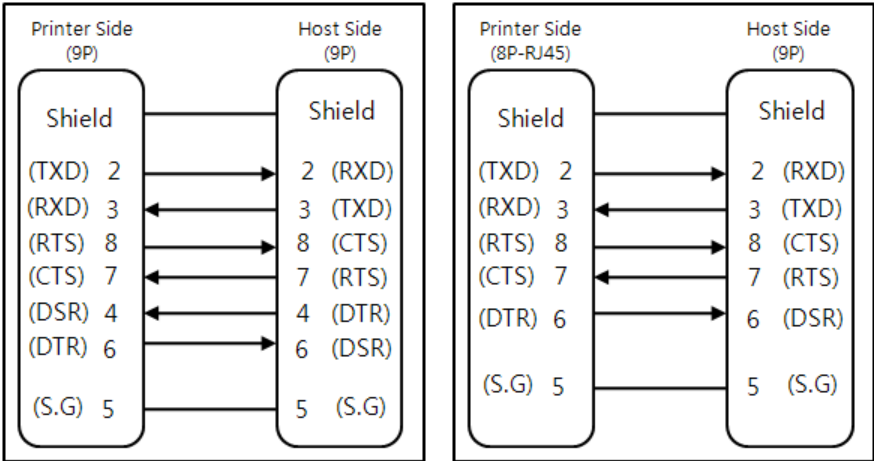 Printer Side
(9P)
Host Side
(9P)
Shield
Shield
(TXD) 2
2 (RXD)
(RXD) 3
3 (TXD)
(RTS) 8
8 (CTS)
(CTS) 7
7 (RTS)
(DSR) 4
4 (DTR)
(DTR) 6
6 (DSR)
(S.G) 5
5 (S.G)
Printer Side
(8P-RJ45)
Host Side
(9P)
Shield
Shield
(TXD) 2
2 (RXD)
(RXD) 3
3 (TXD)
(RTS) 8
8 (CTS)
(CTS) 7
7 (RTS)
(DTR) 6
6 (DSR)
(S.G) 5
5 (S.G)